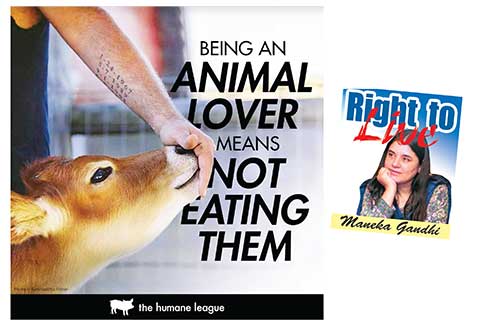 BEING AN
ANIMAL
LOVER
MEANS
NOT
EATING
THEM
the humane league
Right to
Live
Maneka Gandhi